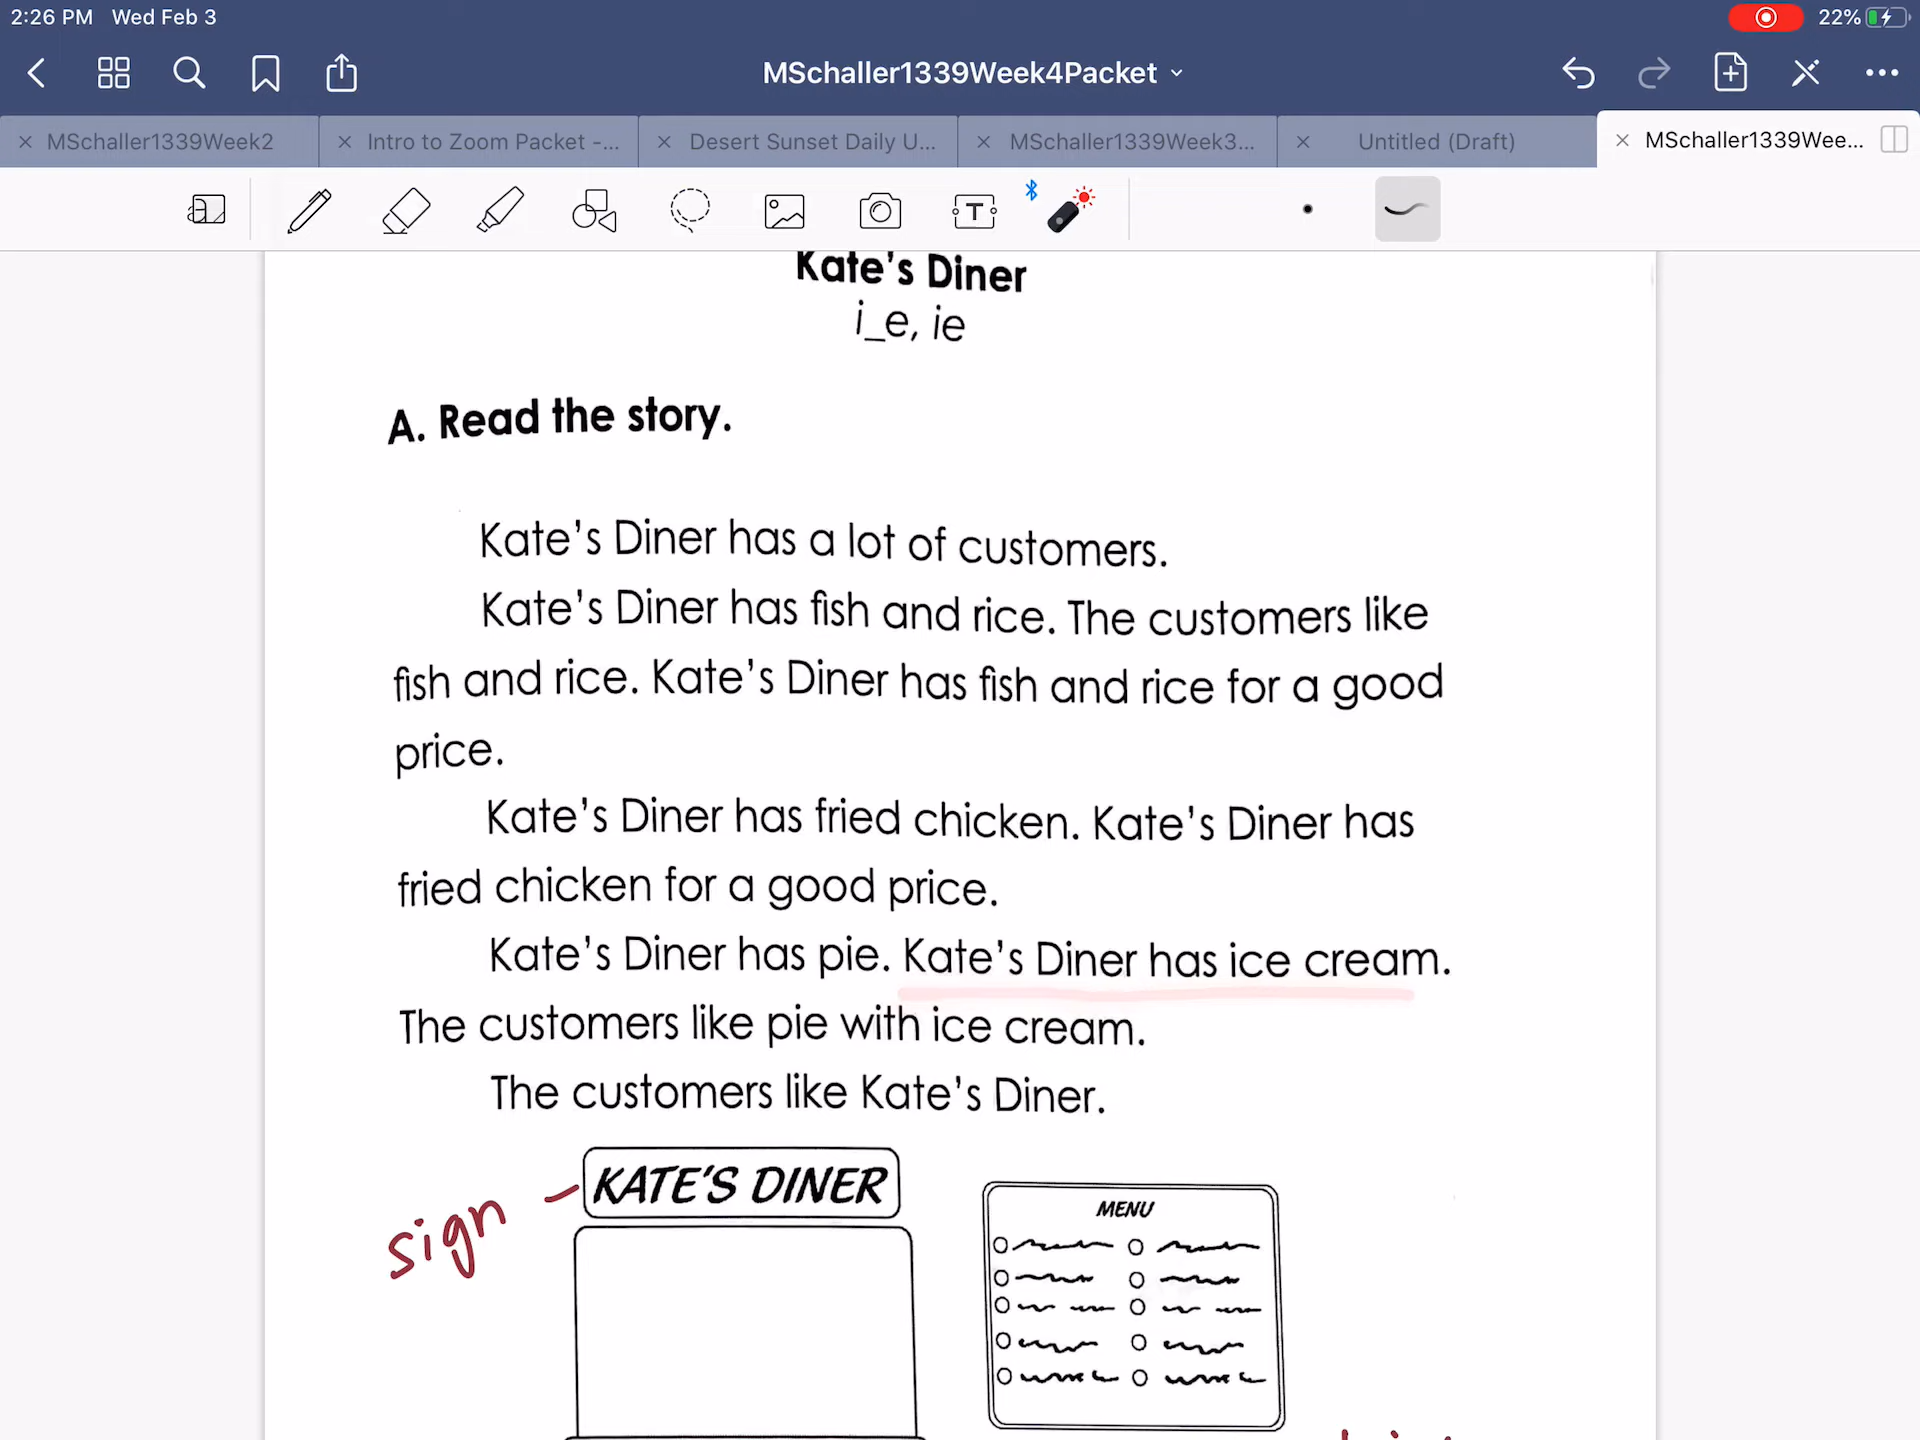 2:26 PM Wed Feb 3
22%
MSchaller1339Week4Packet
MSchaller1339Week2
Intro to Zoom Packet -...
Desert Sunset Daily U...
MSchaller1339Week3...
Untitled (Draft)
MSchaller1339Wee...
Kate's Diner
i_e, ie
A. Read the story.
Kate's Diner has a lot of customers.
Kate's Diner has fish and rice. The customers like
fish and rice. Kate's Diner has fish and rice for a good
price.
Kate's Diner has fried chicken. Kate's Diner has
fried chicken for a good price.
Kate's Diner has pie. Kate's Diner has ice cream.
The customers like pie with ice cream.
The customers like Kate's Diner.
KATE'S DINER
sign
MENU